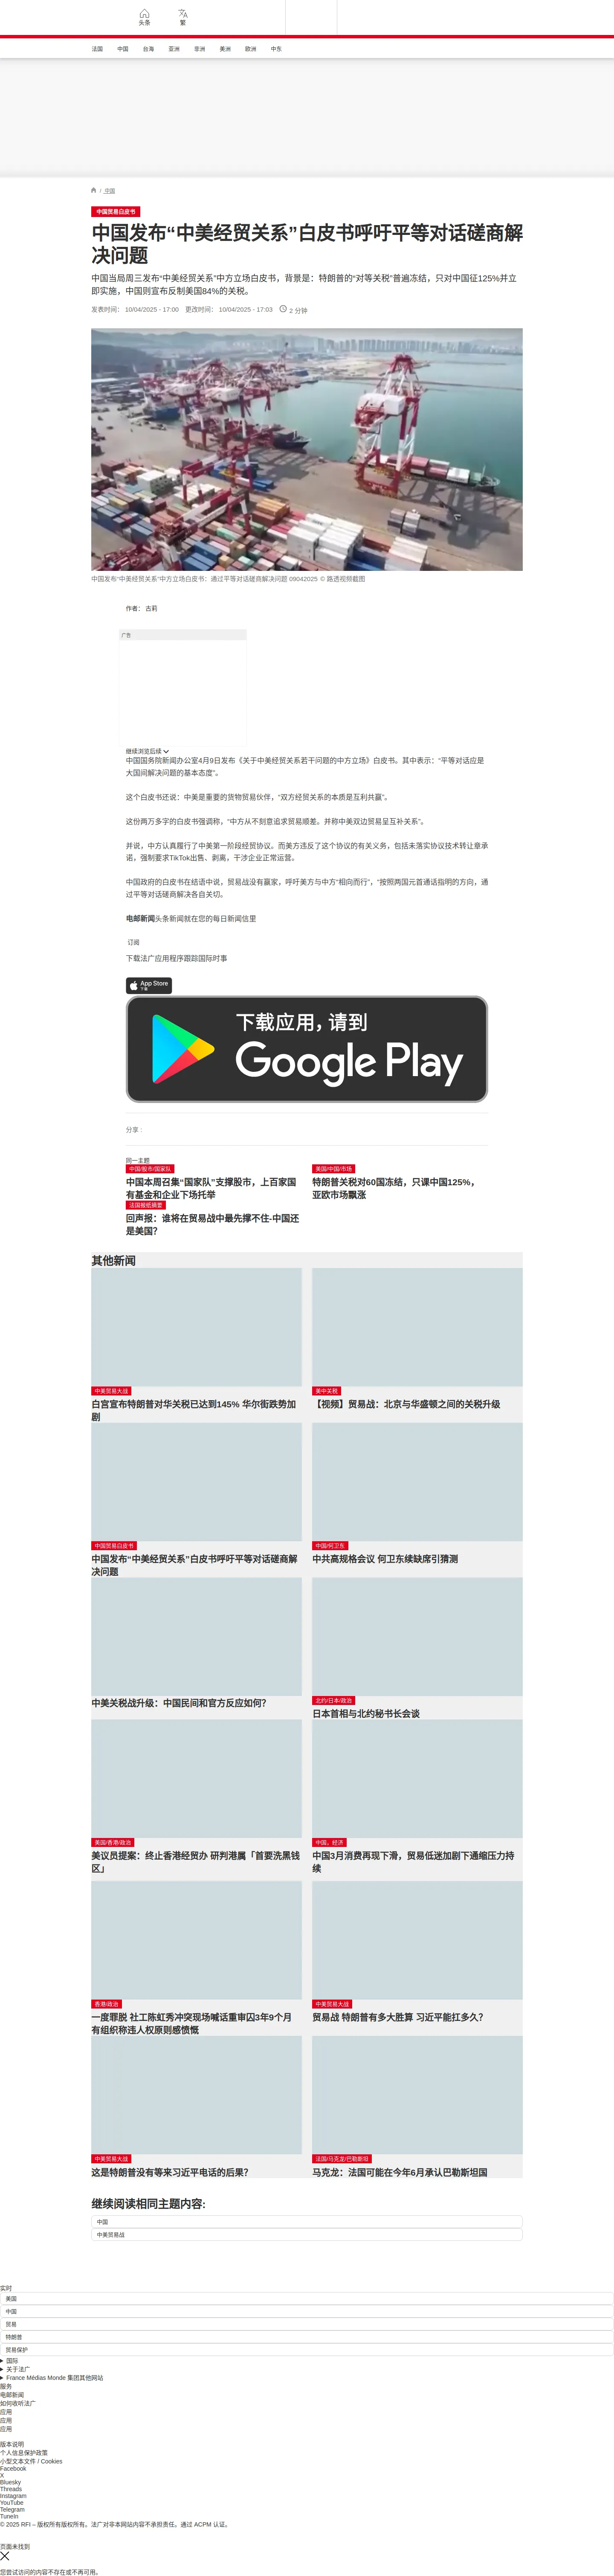 头条
繁
法国
中国
台海
亚洲
非洲
美洲
欧洲
中东
/ 中国
中国贸易白皮书
中国发布“中美经贸关系”白皮书呼吁平等对话磋商解
决问题
中国当局周三发布“中美经贸关系”中方立场白皮书，背景是：特朗普的“对等关税”普遍冻结，只对中国征125%并立
即实施，中国则宣布反制美国84%的关税。
发表时间： 10/04/2025 - 17:00 更改时间： 10/04/2025 - 17:03 2 分钟
中国发布“中美经贸关系”中方立场白皮书：通过平等对话磋商解决问题 09042025 © 路透视频截图
作者： 古莉
广告
继续浏览后续
中国国务院新闻办公室4月9日发布《关于中美经贸关系若干问题的中方立场》白皮书。其中表示：“平等对话应是
大国间解决问题的基本态度”。
这个白皮书还说：中美是重要的货物贸易伙伴，“双方经贸关系的本质是互利共赢”。
这份两万多字的白皮书强调称，“中方从不刻意追求贸易顺差。并称中美双边贸易呈互补关系”。
并说，中方认真履行了中美第一阶段经贸协议。而美方违反了这个协议的有关义务，包括未落实协议技术转让章承
诺，强制要求TikTok出售、剥离，干涉企业正常运营。
中国政府的白皮书在结语中说，贸易战没有赢家，呼吁美方与中方“相向而行”，“按照两国元首通话指明的方向，通
过平等对话磋商解决各自关切。
电邮新闻头条新闻就在您的每日新闻信里
订阅
下载法广应用程序跟踪国际时事
App Store
下载
下载应用，请到
Google Play
分享 :
同一主题
中国/股市/国家队
中国本周召集“国家队”支撑股市，上百家国
有基金和企业下场托举
美国/中国/市场
特朗普关税对60国冻结，只课中国125%，
亚欧市场飘涨
法国报纸摘要
回声报：谁将在贸易战中最先撑不住-中国还
是美国？
其他新闻
中美贸易大战
白宫宣布特朗普对华关税已达到145% 华尔街跌势加
剧
美中关税
【视频】贸易战：北京与华盛顿之间的关税升级
中国贸易白皮书
中国发布“中美经贸关系”白皮书呼吁平等对话磋商解
决问题
中国/何卫东
中共高规格会议 何卫东续缺席引猜测
中美关税战升级：中国民间和官方反应如何？
北约/日本/政治
日本首相与北约秘书长会谈
美国/香港/政治
美议员提案：终止香港经贸办 研判港属「首要洗黑钱
区」
中国。经济
中国3月消费再现下滑，贸易低迷加剧下通缩压力持
续
香港/政治
一度罪脱 社工陈虹秀冲突现场喊话重审囚3年9个月
有组织称违人权原则感愤慨
中美贸易大战
贸易战 特朗普有多大胜算 习近平能扛多久？
中美贸易大战
这是特朗普没有等来习近平电话的后果？
法国/马克龙/巴勒斯坦
马克龙：法国可能在今年6月承认巴勒斯坦国
继续阅读相同主题内容:
中国
中美贸易战
实时
美国
中国
贸易
特朗普
贸易保护
国际
关于法广
France Médias Monde 集团其他网站
服务
电邮新闻
如何收听法广
应用
应用
应用
版本说明
个人信息保护政策
小型文本文件 / Cookies
Facebook
X
Bluesky
Threads
Instagram
YouTube
Telegram
TuneIn
© 2025 RFI – 版权所有版权所有。法广对非本网站内容不承担责任。通过 ACPM 认证。
页面未找到
您尝试访问的内容不存在或不再可用。